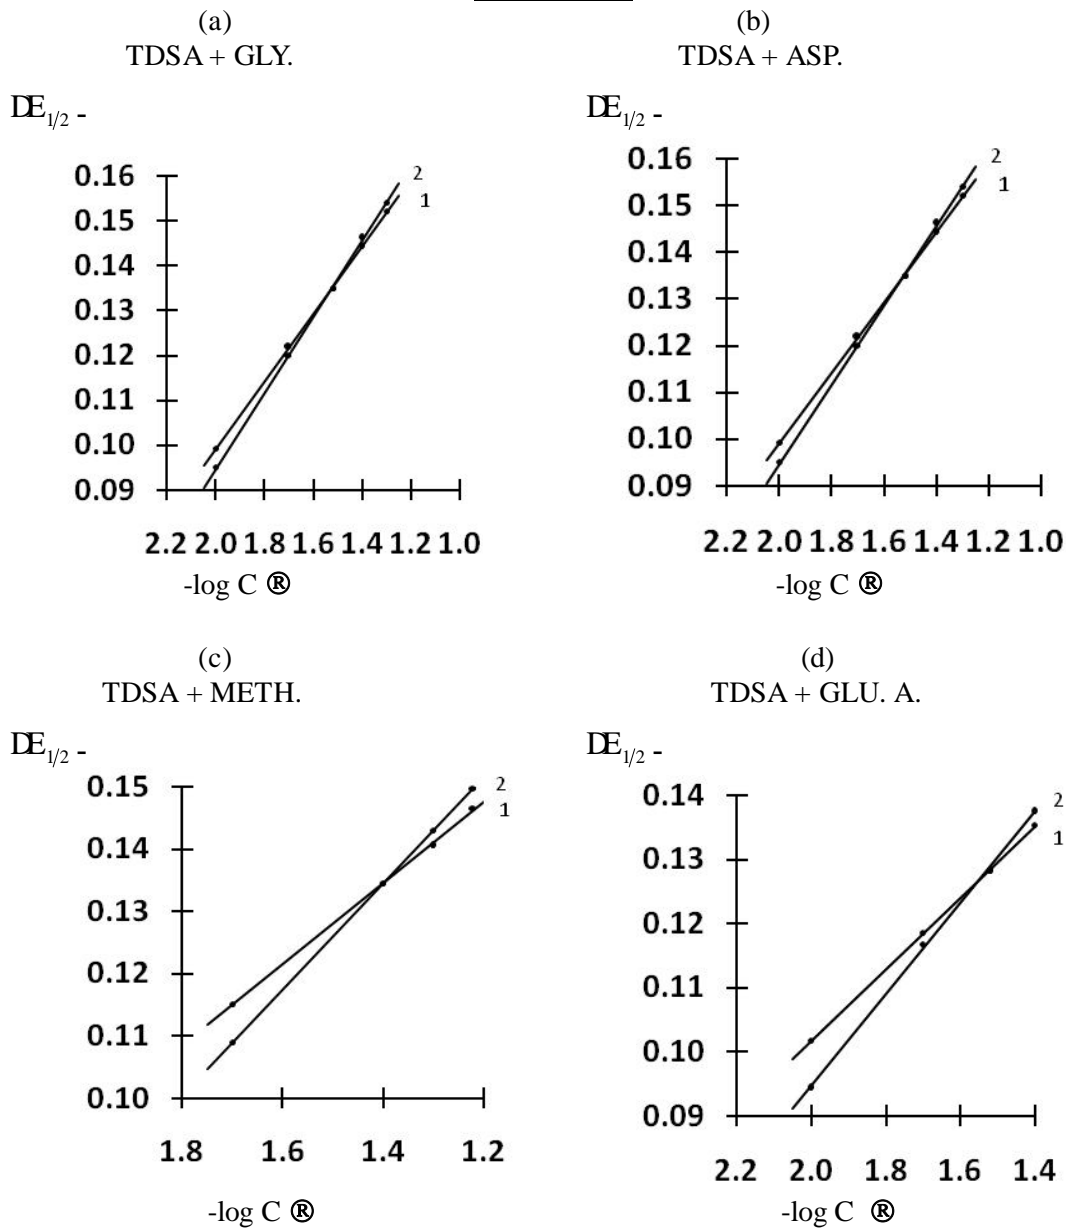 (a)
TDSA + GLY.
DE1/2 -
0.16
0.15
0.14
0.13
0.12
0.10
0.09
2
1
2.2 2.0 1.8 1.6 1.4 1.2 1.0
-log C ®
(b)
TDSA + ASP.
DE1/2 -
0.16
0.15
0.14
0.13
0.12
0.11
0.10
0.09
2
1
2.2 2.0 1.8 1.6 1.4 1.2 1.0
-log C ®
(c)
TDSA + METH.
DE1/2 -
0.15
0.14
0.13
0.12
0.11
0.10
2
1
1.8 1.6 1.4 1.2
-log C ®
(d)
TDSA + GLU. A.
DE1/2 -
0.14
0.13
0.12
0.11
0.10
0.09
2
1
2.2 2.0 1.8 1.6 1.4
-log C ®